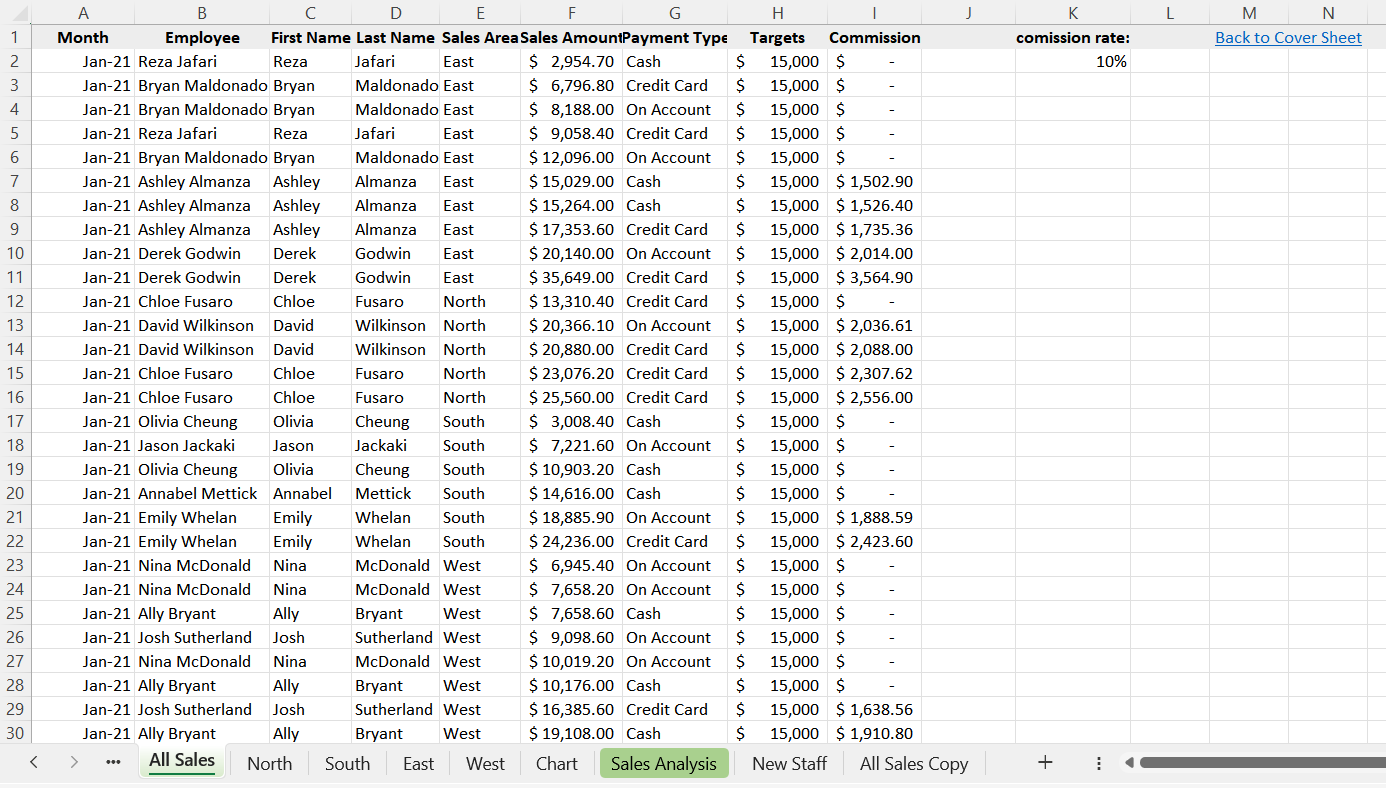 A B C D E F G H I J K L M N
1 Month Employee First Name Last Name Sales Area Sales Amount Payment Type Targets Commission comission rate: Back to Cover Sheet
2 Jan-21 Reza Jafari Reza Jafari East $ 2,954.70 Cash $ 15,000 $ - 10%
3 Jan-21 Bryan Maldonado Bryan Maldonado East $ 6,796.80 Credit Card $ 15,000 $ -
4 Jan-21 Bryan Maldonado Bryan Maldonado East $ 8,188.00 On Account $ 15,000 $ -
5 Jan-21 Reza Jafari Reza Jafari East $ 9,058.40 Credit Card $ 15,000 $ -
6 Jan-21 Bryan Maldonado Bryan Maldonado East $ 12,096.00 On Account $ 15,000 $ -
7 Jan-21 Ashley Almanza Ashley Almanza East $ 15,029.00 Cash $ 15,000 $ 1,502.90
8 Jan-21 Ashley Almanza Ashley Almanza East $ 15,264.00 Cash $ 15,000 $ 1,526.40
9 Jan-21 Ashley Almanza Ashley Almanza East $ 17,353.60 Credit Card $ 15,000 $ 1,735.36
10 Jan-21 Derek Godwin Derek Godwin East $ 20,140.00 On Account $ 15,000 $ 2,014.00
11 Jan-21 Derek Godwin Derek Godwin East $ 35,649.00 Credit Card $ 15,000 $ 3,564.90
12 Jan-21 Chloe Fusaro Chloe Fusaro North $ 13,310.40 Credit Card $ 15,000 $ -
13 Jan-21 David Wilkinson David Wilkinson North $ 20,366.10 On Account $ 15,000 $ 2,036.61
14 Jan-21 David Wilkinson David Wilkinson North $ 20,880.00 Credit Card $ 15,000 $ 2,088.00
15 Jan-21 Chloe Fusaro Chloe Fusaro North $ 23,076.20 Credit Card $ 15,000 $ 2,307.62
16 Jan-21 Chloe Fusaro Chloe Fusaro North $ 25,560.00 Credit Card $ 15,000 $ 2,556.00
17 Jan-21 Olivia Cheung Olivia Cheung South $ 3,008.40 Cash $ 15,000 $ -
18 Jan-21 Jason Jackaki Jason Jackaki South $ 7,221.60 On Account $ 15,000 $ -
19 Jan-21 Olivia Cheung Olivia Cheung South $ 10,903.20 Cash $ 15,000 $ -
20 Jan-21 Annabel Mettick Annabel Mettick South $ 14,616.00 Cash $ 15,000 $ -
21 Jan-21 Emily Whelan Emily Whelan South $ 18,885.90 On Account $ 15,000 $ 1,888.59
22 Jan-21 Emily Whelan Emily Whelan South $ 24,236.00 Credit Card $ 15,000 $ 2,423.60
23 Jan-21 Nina McDonald Nina McDonald West $ 6,945.40 On Account $ 15,000 $ -
24 Jan-21 Nina McDonald Nina McDonald West $ 7,658.20 On Account $ 15,000 $ -
25 Jan-21 Ally Bryant Ally Bryant West $ 7,658.60 Cash $ 15,000 $ -
26 Jan-21 Josh Sutherland Josh Sutherland West $ 9,098.60 On Account $ 15,000 $ -
27 Jan-21 Nina McDonald Nina McDonald West $ 10,019.20 On Account $ 15,000 $ -
28 Jan-21 Ally Bryant Ally Bryant West $ 10,176.00 Cash $ 15,000 $ -
29 Jan-21 Josh Sutherland Josh Sutherland West $ 16,385.60 Credit Card $ 15,000 $ 1,638.56
30 Jan-21 Ally Bryant Ally Bryant West $ 19,108.00 Cash $ 15,000 $ 1,910.80
All Sales North South East West Chart Sales Analysis New Staff All Sales Copy